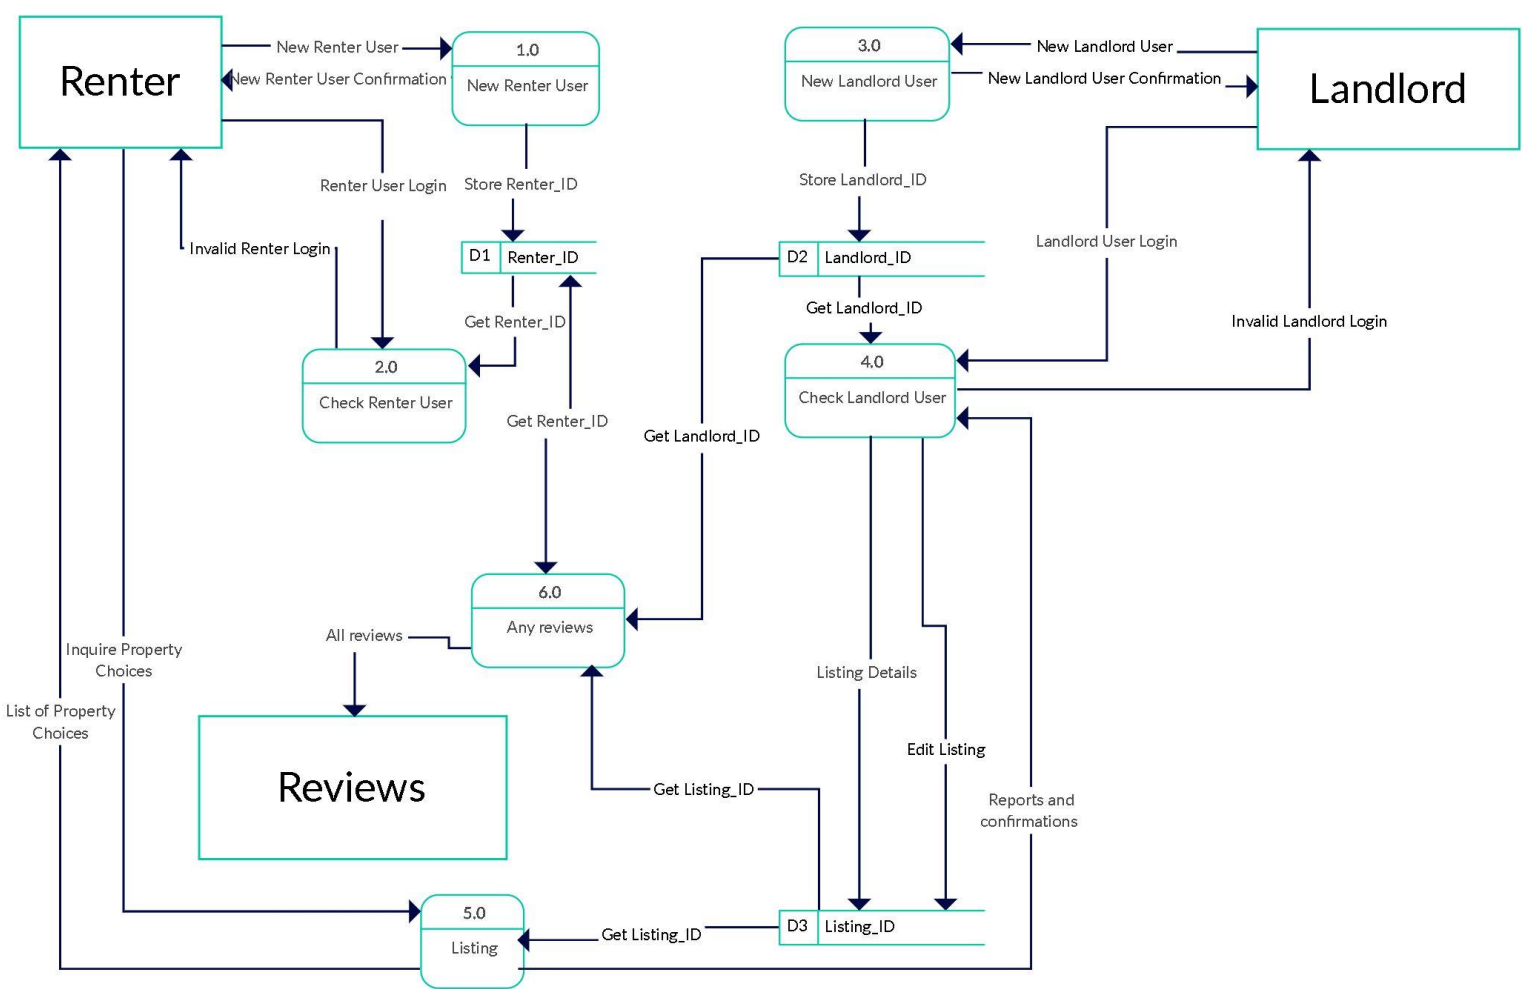 Renter
New Renter User
New Renter User Confirmation
1.0
New Renter User
3.0
New Landlord User
New Landlord User
New Landlord User Confirmation
Landlord
Renter User Login
Store Renter_ID
Store Landlord_ID
Invalid Renter Login
D1 Renter_ID
D2 Landlord_ID
Landlord User Login
Get Renter_ID
Get Landlord_ID
Invalid Landlord Login
2.0
Check Renter User
4.0
Check Landlord User
Get Renter_ID
Get Landlord_ID
6.0
Any reviews
All reviews
Inquire Property
Choices
List of Property
Choices
Listing Details
Edit Listing
Reviews
Get Listing_ID
Reports and
confirmations
5.0
Listing
Get Listing_ID
D3 Listing_ID